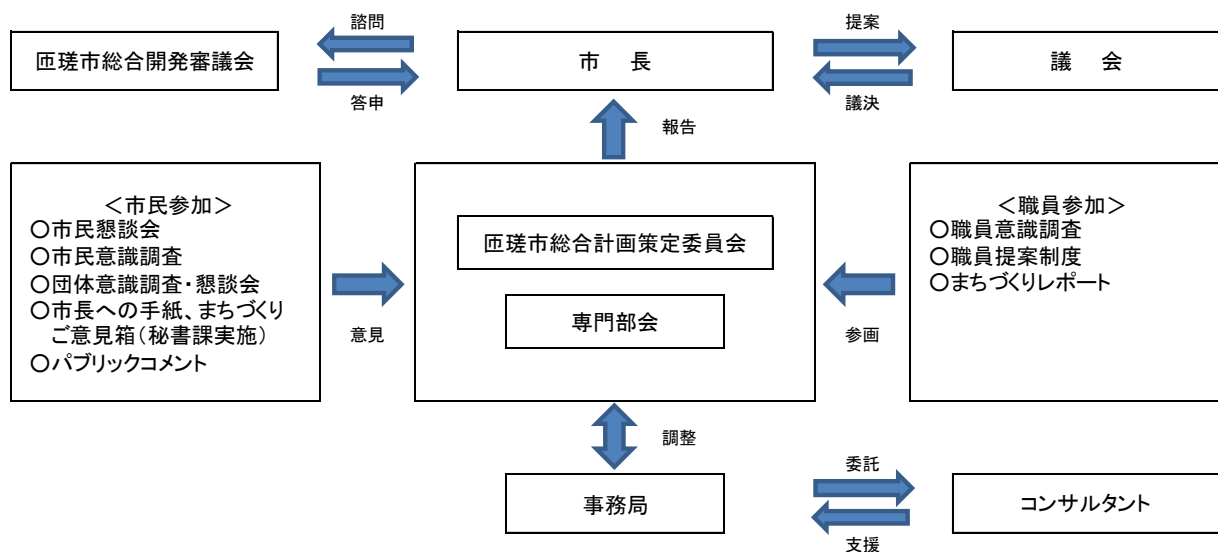 諮問
提案
匝瑳市総合開発審議会
市 長
議 会
答申
議決
報告
＜市民参加＞
○市民懇談会
○市民意識調査
○団体意識調査・懇談会
○市長への手紙、まちづくり
ご意見箱（秘書課実施）
○パブリックコメント
意見
匝瑳市総合計画策定委員会
専門部会
＜職員参加＞
○職員意識調査
○職員提案制度
○まちづくりレポート
参画
調整
事務局
委託
コンサルタント
支援